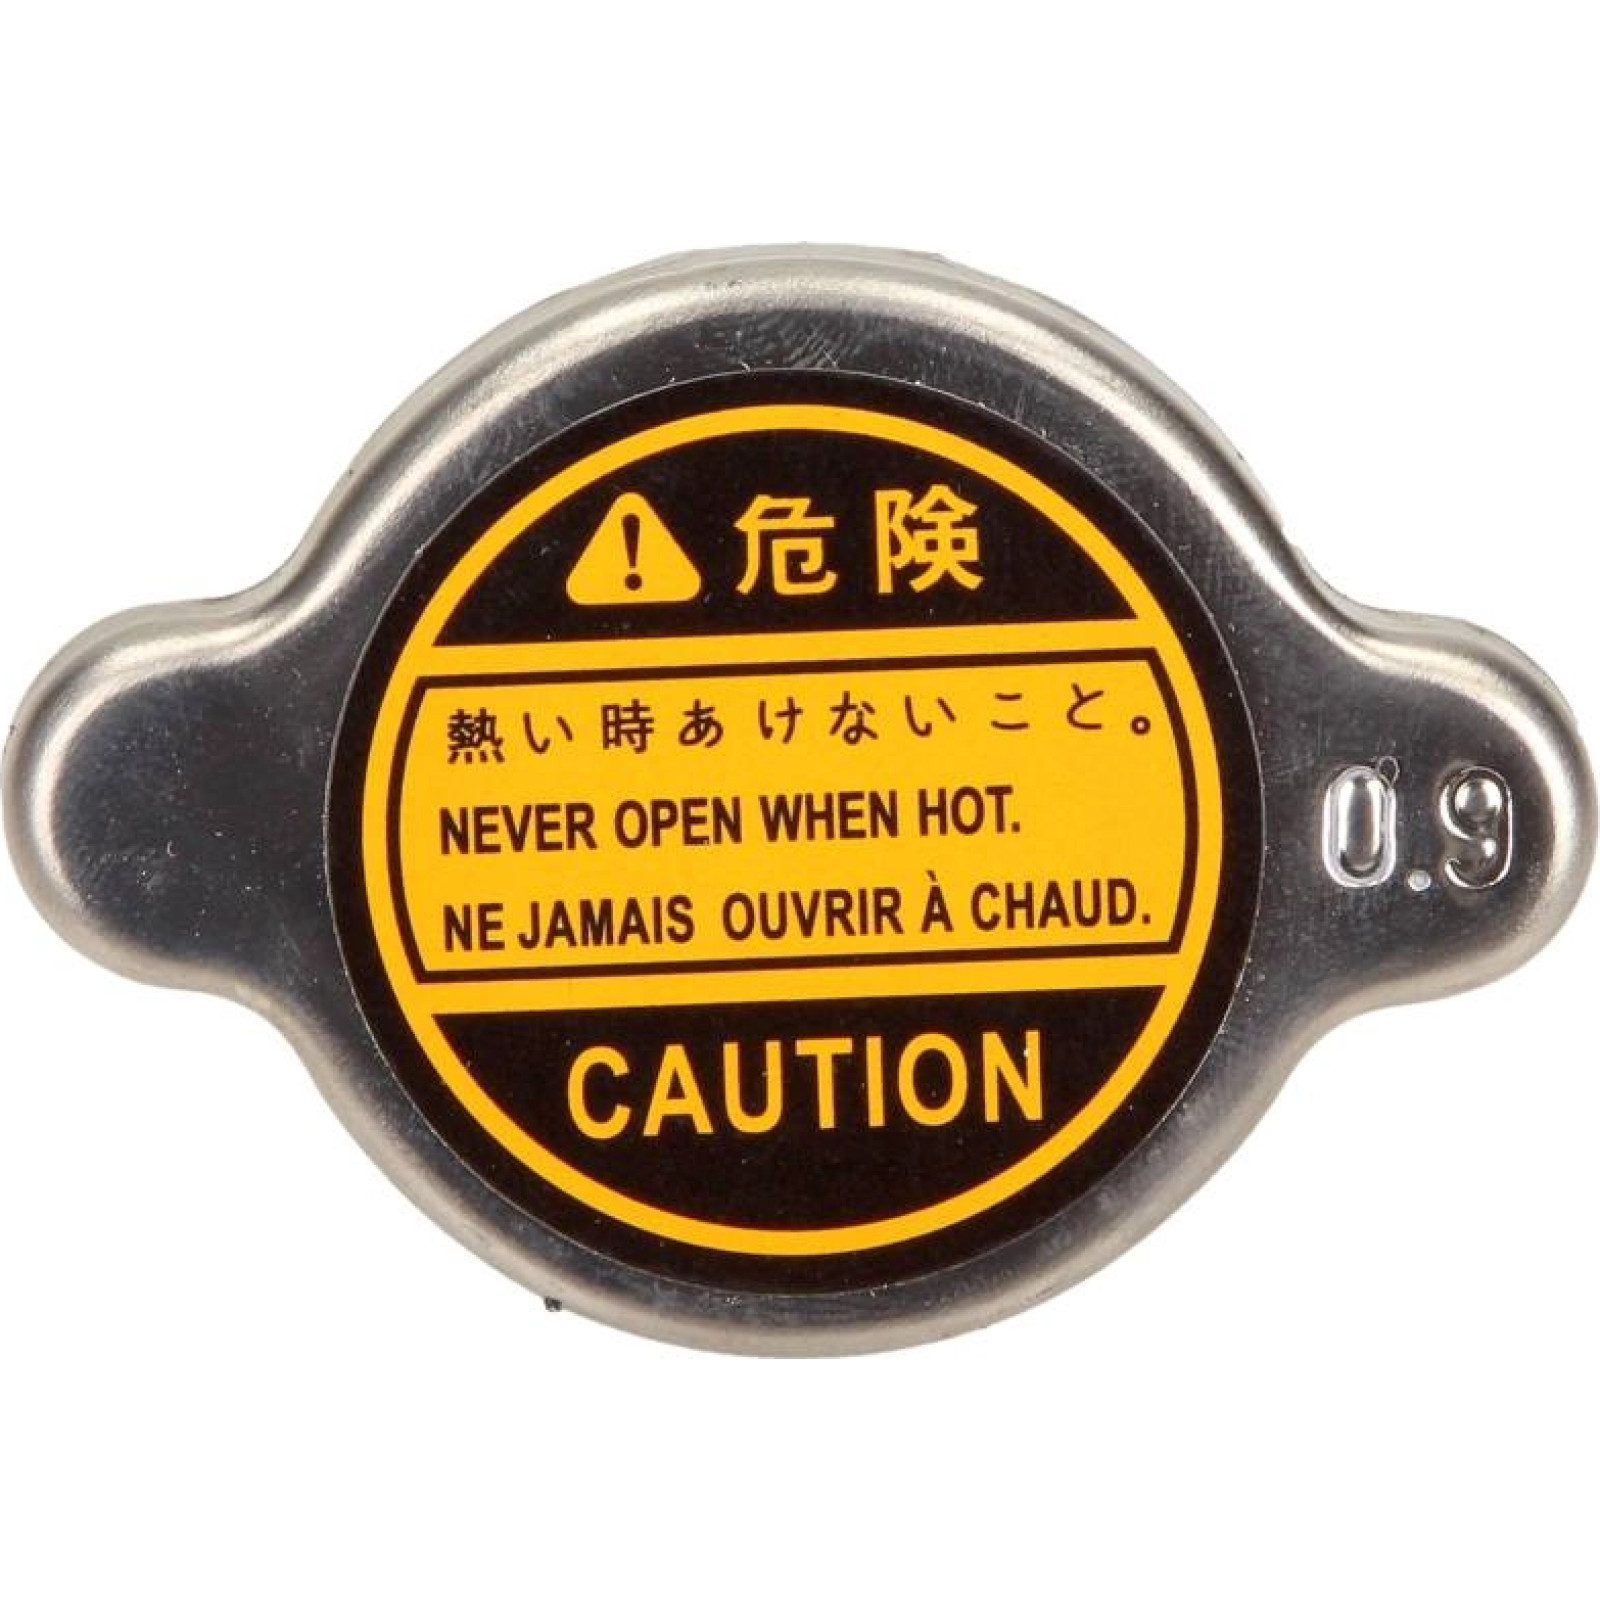 危険
熱い時あけないこと。
NEVER OPEN WHEN HOT.
NE JAMAIS OUVRIR À CHAUD.
CAUTION
0.9